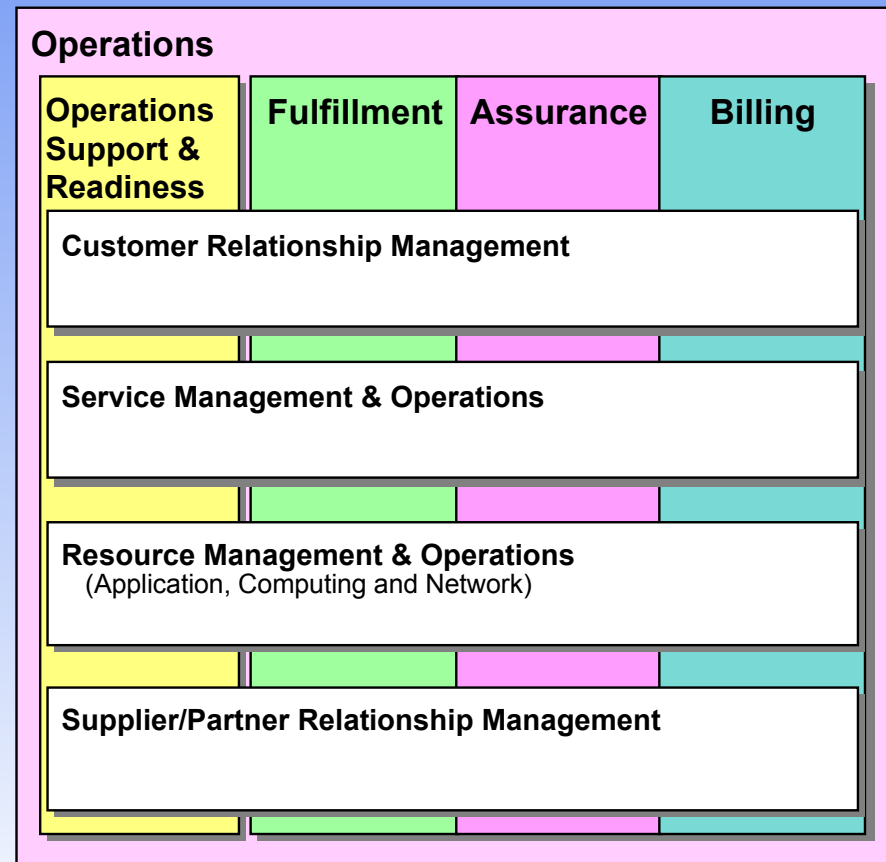 Operations
Operations
Support &
Readiness
Fulfillment
Assurance
Billing
Customer Relationship Management
Service Management & Operations
Resource Management & Operations
(Application, Computing and Network)
Supplier/Partner Relationship Management